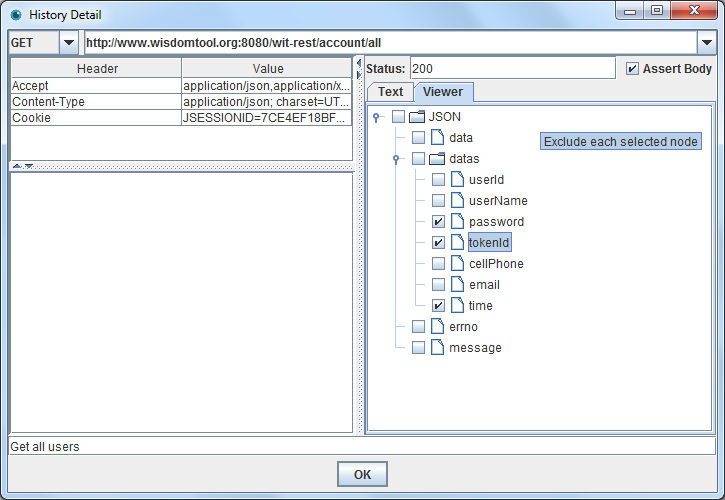 History Detail
GET http://www.wisdomtool.org:8080/wit-rest/account/all
Header Value
Accept application/json,application/x...
Content-Type application/json; charset=UT...
Cookie JSESSIONID=7CE4EF18BF...
Status: 200 Assert Body
Text Viewer
JSON
data
Exclude each selected node
datas
userId
userName
password
tokenId
cellPhone
email
time
errno
message
Get all users
OK